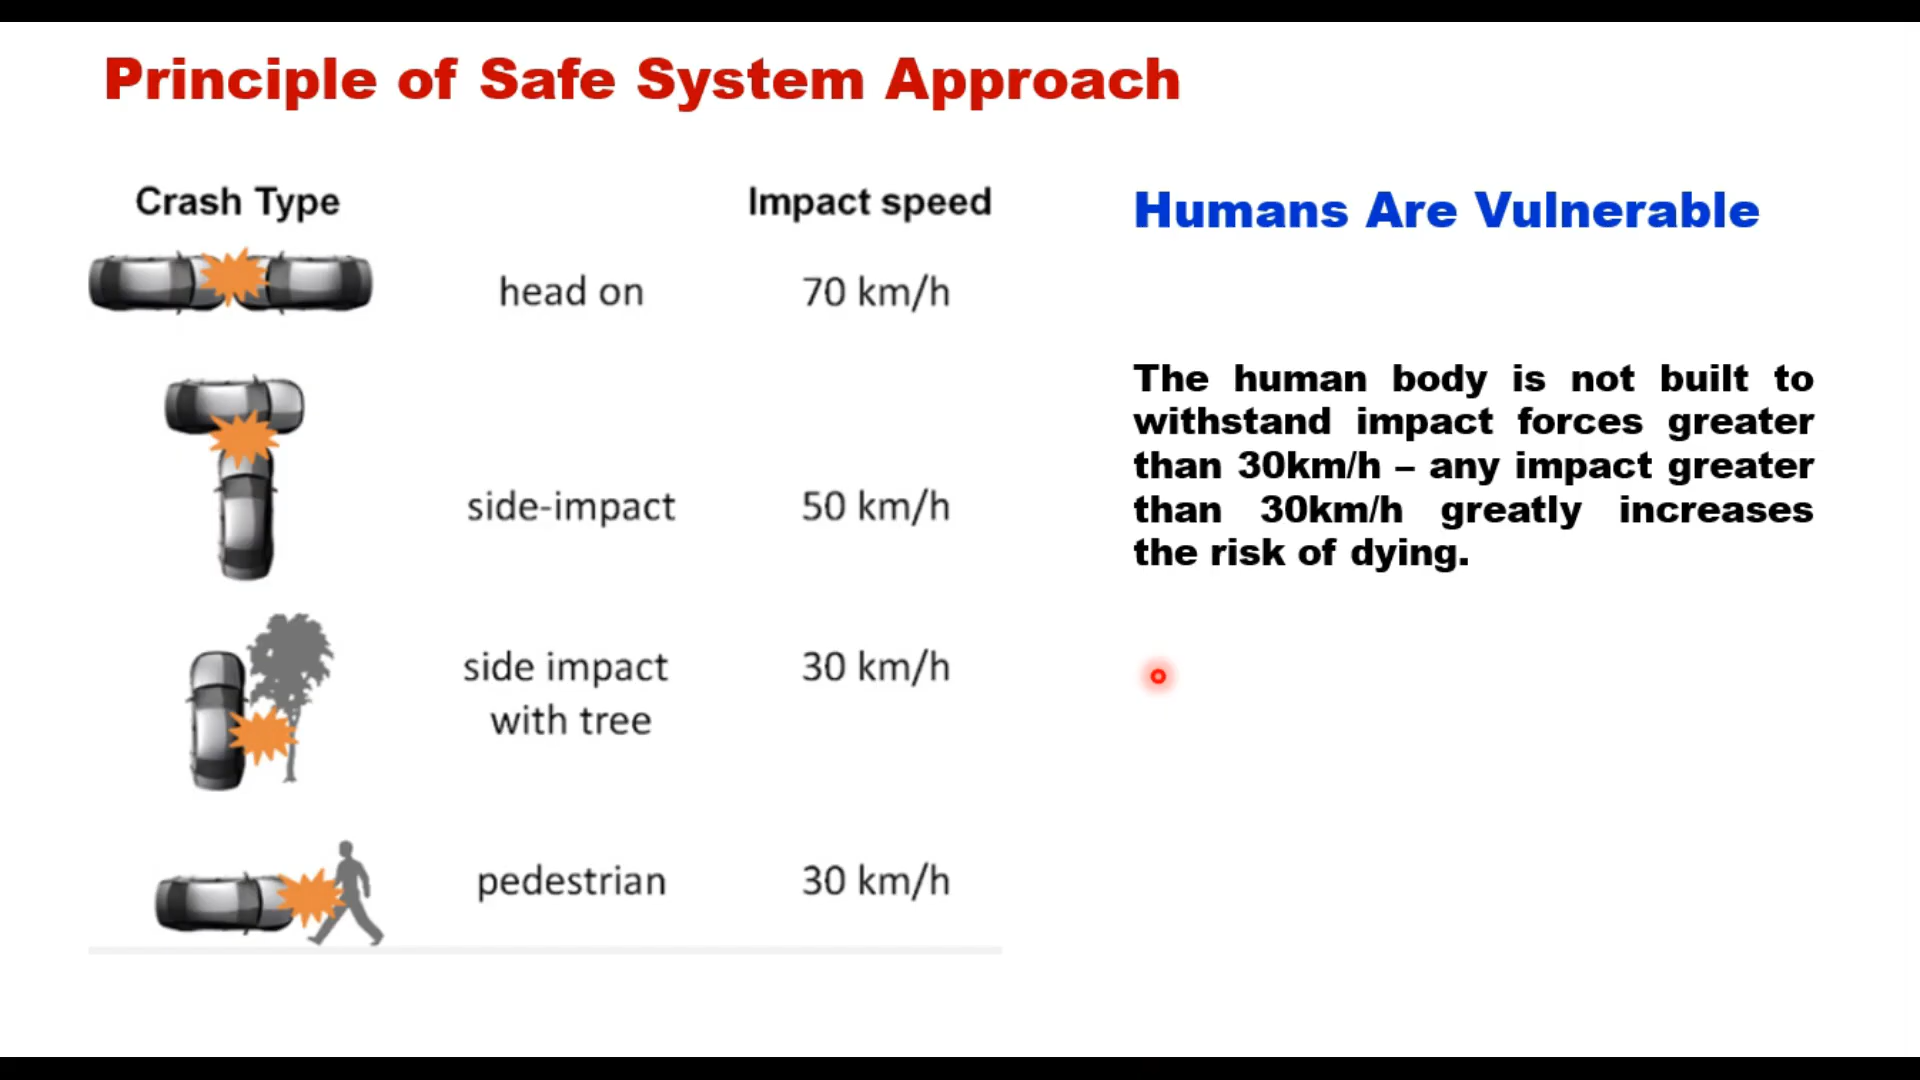 Principle of Safe System Approach
Crash Type
Impact speed
head on
70 km/h
side-impact
50 km/h
side impact
with tree
30 km/h
pedestrian
30 km/h
Humans Are Vulnerable
The human body is not built to
withstand impact forces greater
than 30km/h – any impact greater
than 30km/h greatly increases
the risk of dying.